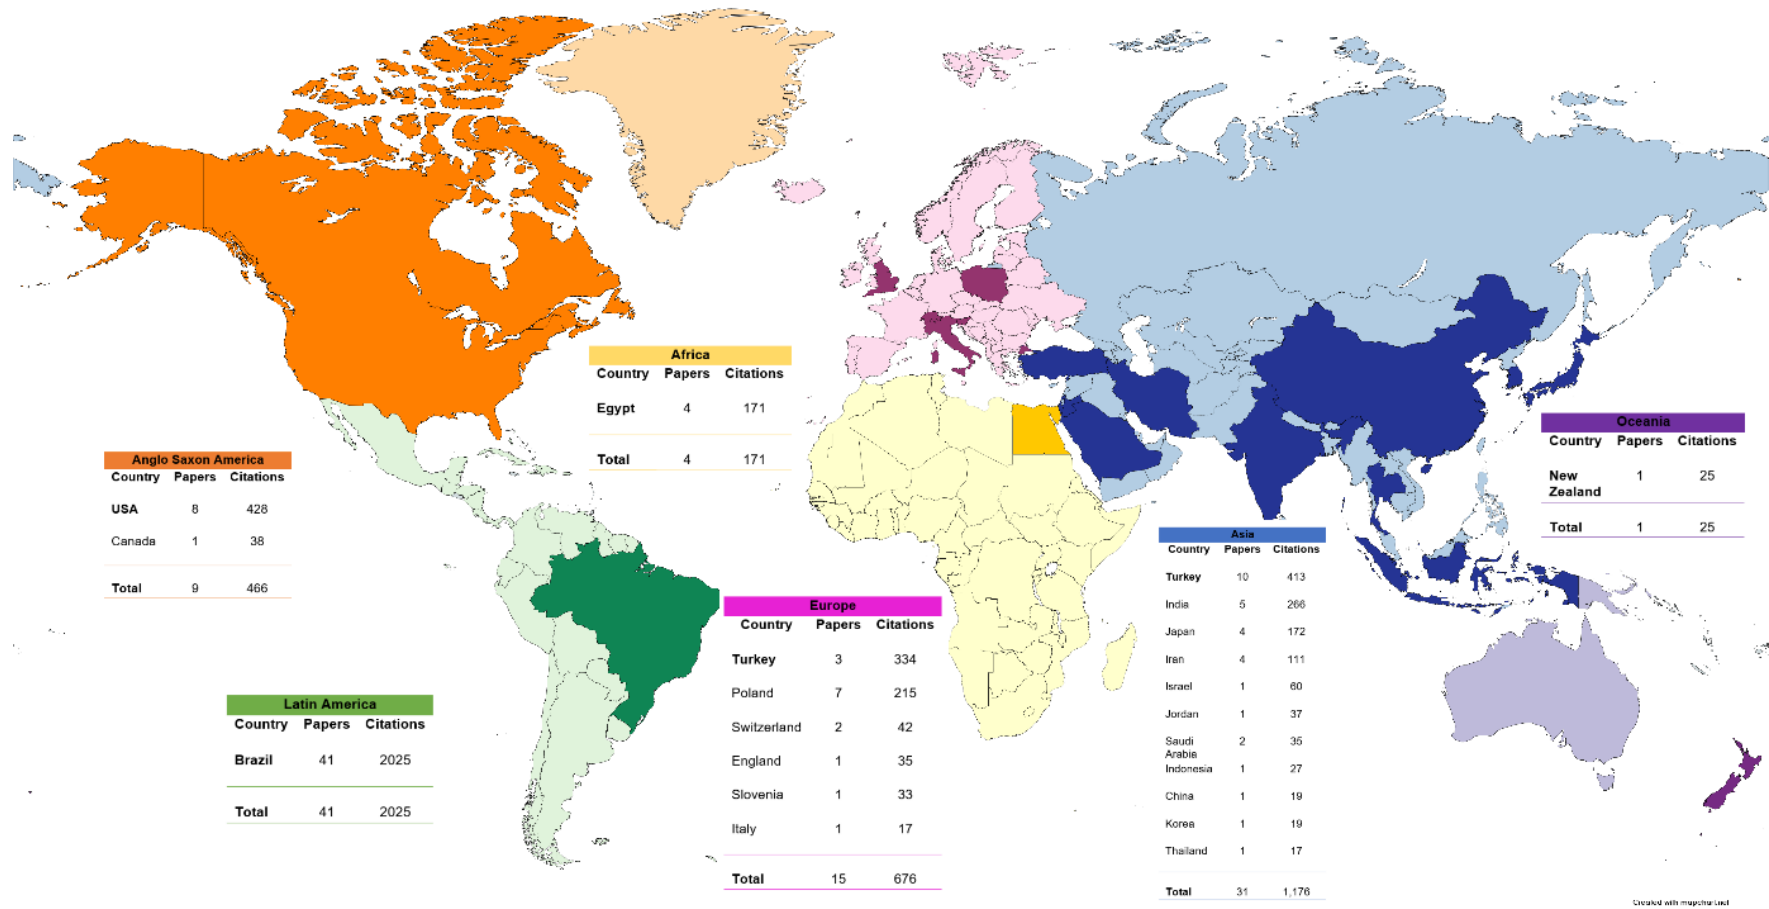 Africa
Country Papers Citations
Egypt 4 171
Total 4 171
Anglo Saxon America
Country Papers Citations
USA 8 428
Canada 1 38
Total 9 466
Oceania
Country Papers Citations
New
Zealand 1 25
Total 1 25
Asia
Country Papers Citations
Turkey 10 413
India 5 266
Japan 4 172
Iran 4 111
Israel 1 60
Jordan 1 37
Saudi
Arabia 2 35
Indonesia 1 27
China 1 19
Korea 1 19
Thailand 1 17
Total 31 1,176
Europe
Country Papers Citations
Turkey 3 334
Poland 7 215
Switzerland 2 42
England 1 35
Slovenia 1 33
Italy 1 17
Total 15 676
Latin America
Country Papers Citations
Brazil 41 2025
Total 41 2025
Created with mapchart.net